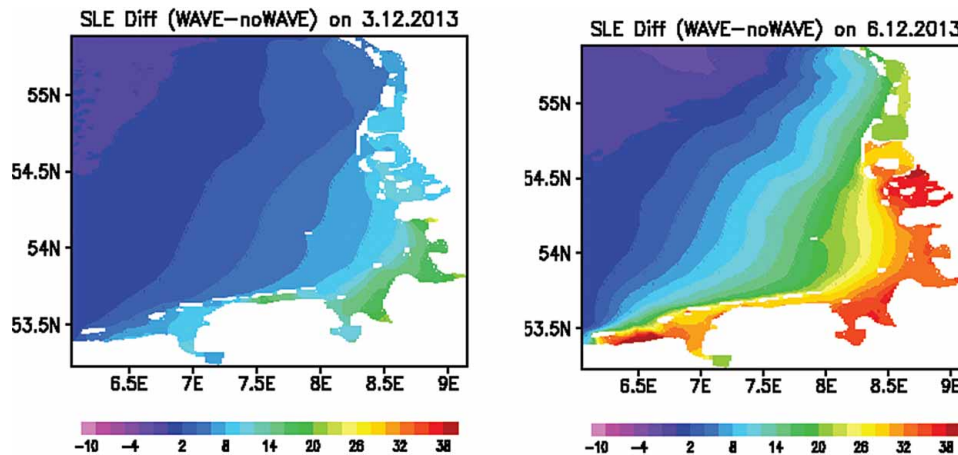 SLE Diff (WAVE-noWAVE) on 3.12.2013
55N
54.5N
54N
53.5N
6.5E 7E 7.5E 8E 8.5E 9E
-10 -4 2 8 14 20 26 32 38
SLE Diff (WAVE-noWAVE) on 6.12.2013
55N
54.5N
54N
53.5N
6.5E 7E 7.5E 8E 8.5E 9E
-10 -4 2 8 14 20 26 32 38